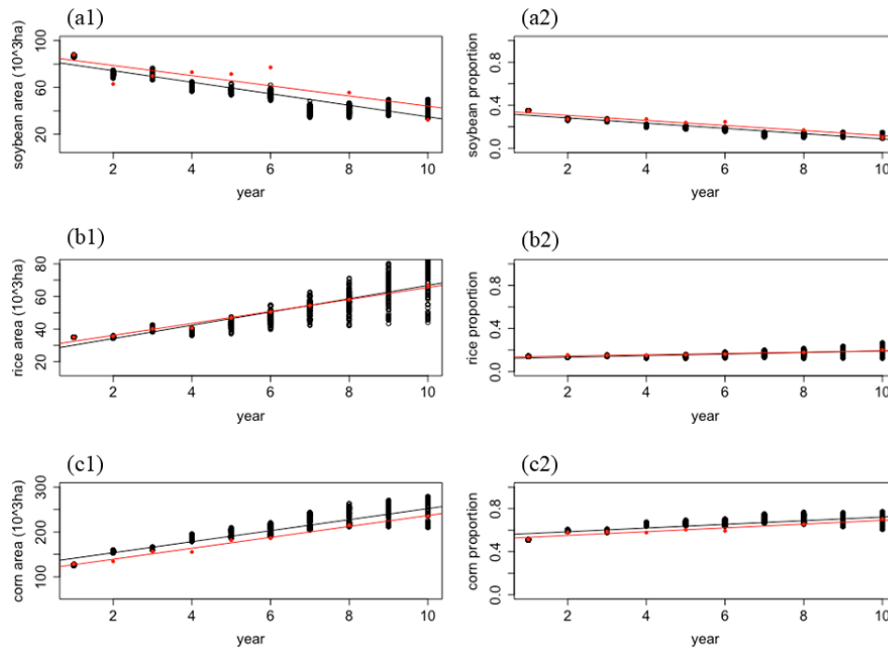 (a1)
(a2)
soybean area (10^3ha)
100
60
20
2 4 6 8 10
year
soybean proportion
0.8
0.4
0.0
2 4 6 8 10
year
(b1)
(b2)
rice area (10^3ha)
80
60
40
20
2 4 6 8 10
year
rice proportion
0.8
0.4
0.0
2 4 6 8 10
year
(c1)
(c2)
corn area (10^3ha)
300
200
100
2 4 6 8 10
year
corn proportion
0.8
0.4
0.0
2 4 6 8 10
year